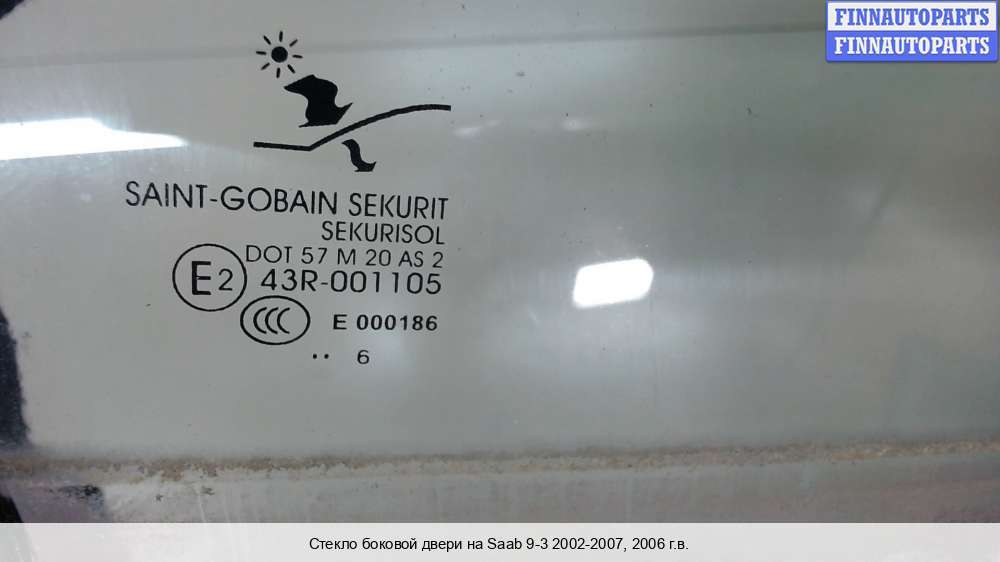 FINNAUTOPARTS
FINNAUTOPARTS
SAINT-GOBAIN SEKURIT
SEKURISOL
DOT 57 M 20 AS 2
E2 43R-001105
CCC E 000186
.. 6
Стекло боковой двери на Saab 9-3 2002-2007, 2006 г.в.